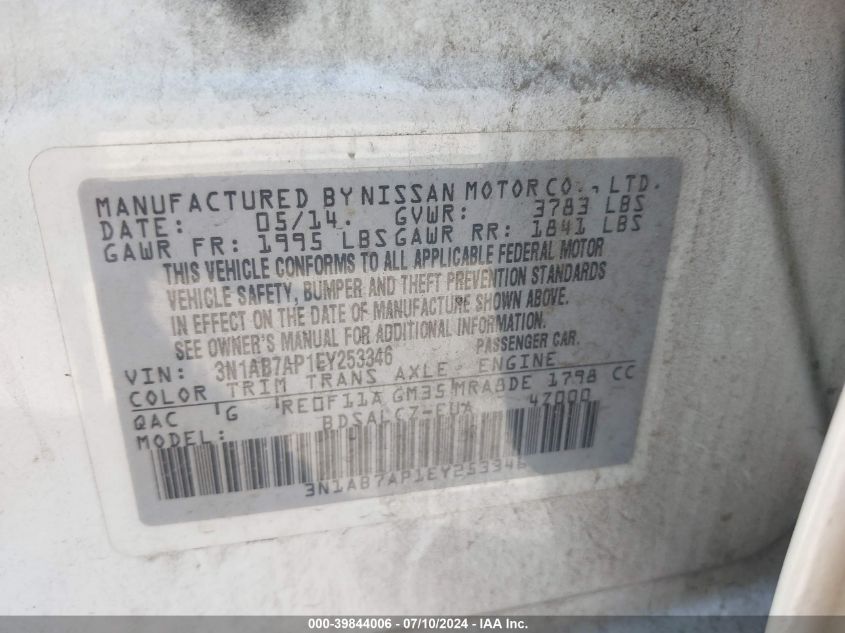 MANUFACTURED BY NISSAN MOTOR CO., LTD.
DATE: 05/14. GVWR: 3783 LBS
GAWR FR: 1995 LBS GAWR RR: 1841 LBS
THIS VEHICLE CONFORMS TO ALL APPLICABLE FEDERAL MOTOR
VEHICLE SAFETY, BUMPER AND THEFT PREVENTION STANDARDS
IN EFFECT ON THE DATE OF MANUFACTURE SHOWN ABOVE.
SEE OWNER'S MANUAL FOR ADDITIONAL INFORMATION.
PASSENGER CAR.
VIN: 3N1AB7AP1EY253346
COLOR TRIM TRANS AXLE ENGINE
QAC G RE0F11A GM35 MRA8DE 1798 CC
MODEL: 47000
3N1AB7AP1EY253346
000-39844006 - 07/10/2024 - IAA, Inc.